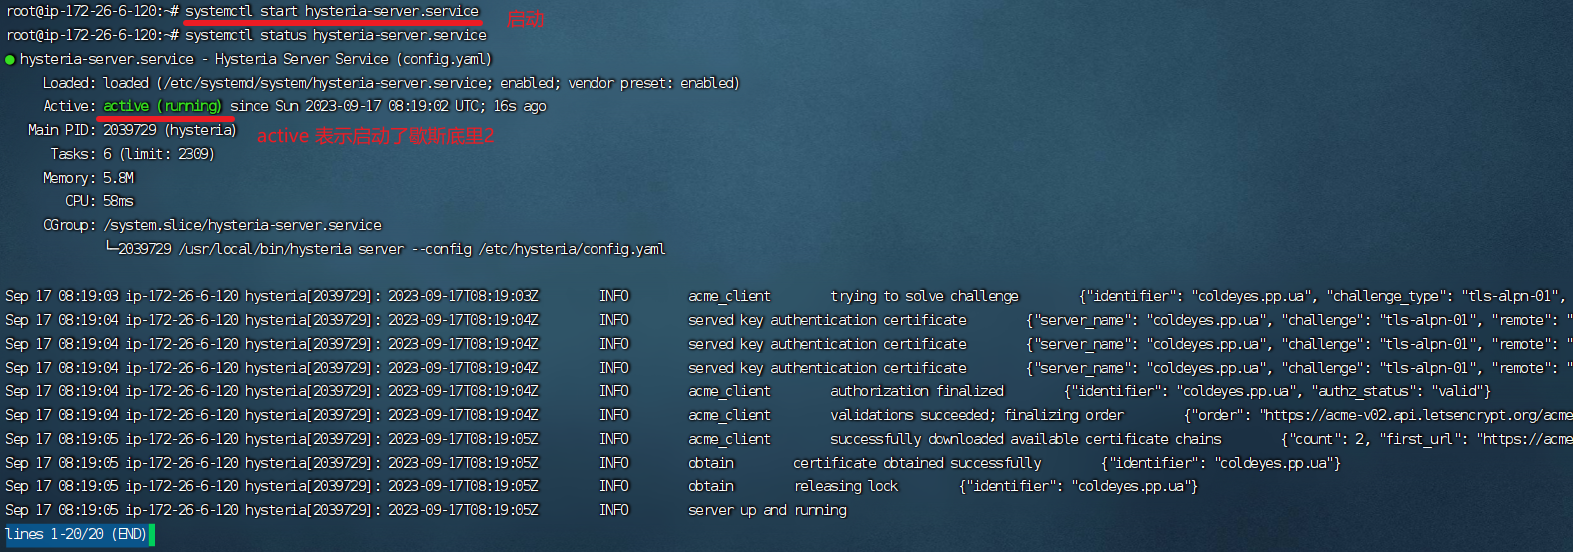 root@ip-172-26-6-120:~# systemctl start hysteria-server.service 启动
root@ip-172-26-6-120:~# systemctl status hysteria-server.service
● hysteria-server.service - Hysteria Server Service (config.yaml)
Loaded: loaded (/etc/systemd/system/hysteria-server.service; enabled; vendor preset: enabled)
Active: active (running) since Sun 2023-09-17 08:19:02 UTC; 16s ago
Main PID: 2039729 (hysteria) active 表示启动了歇斯底里2
Tasks: 6 (limit: 2309)
Memory: 5.8M
CPU: 58ms
CGroup: /system.slice/hysteria-server.service
└─2039729 /usr/local/bin/hysteria server --config /etc/hysteria/config.yaml
Sep 17 08:19:03 ip-172-26-6-120 hysteria[2039729]: 2023-09-17T08:19:03Z INFO acme_client trying to solve challenge {"identifier": "coldeyes.pp.ua", "challenge_type": "tls-alpn-01",
Sep 17 08:19:04 ip-172-26-6-120 hysteria[2039729]: 2023-09-17T08:19:04Z INFO served key authentication certificate {"server_name": "coldeyes.pp.ua", "challenge": "tls-alpn-01", "remote": "
Sep 17 08:19:04 ip-172-26-6-120 hysteria[2039729]: 2023-09-17T08:19:04Z INFO served key authentication certificate {"server_name": "coldeyes.pp.ua", "challenge": "tls-alpn-01", "remote": "
Sep 17 08:19:04 ip-172-26-6-120 hysteria[2039729]: 2023-09-17T08:19:04Z INFO served key authentication certificate {"server_name": "coldeyes.pp.ua", "challenge": "tls-alpn-01", "remote": "
Sep 17 08:19:04 ip-172-26-6-120 hysteria[2039729]: 2023-09-17T08:19:04Z INFO acme_client authorization finalized {"identifier": "coldeyes.pp.ua", "authz_status": "valid"}
Sep 17 08:19:04 ip-172-26-6-120 hysteria[2039729]: 2023-09-17T08:19:04Z INFO acme_client validations succeeded; finalizing order {"order": "https://acme-v02.api.letsencrypt.org/acme
Sep 17 08:19:05 ip-172-26-6-120 hysteria[2039729]: 2023-09-17T08:19:05Z INFO acme_client successfully downloaded available certificate chains {"count": 2, "first_url": "https://acme
Sep 17 08:19:05 ip-172-26-6-120 hysteria[2039729]: 2023-09-17T08:19:05Z INFO obtain certificate obtained successfully {"identifier": "coldeyes.pp.ua"}
Sep 17 08:19:05 ip-172-26-6-120 hysteria[2039729]: 2023-09-17T08:19:05Z INFO obtain releasing lock {"identifier": "coldeyes.pp.ua"}
Sep 17 08:19:05 ip-172-26-6-120 hysteria[2039729]: 2023-09-17T08:19:05Z INFO server up and running
lines 1-20/20 (END)